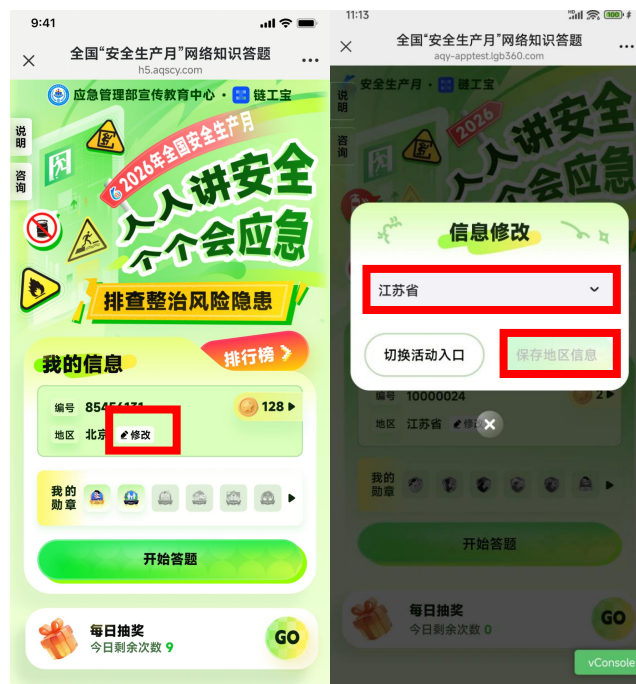 9:41
全国“安全生产月”网络知识答题
h5.aqscy.com
应急管理部宣传教育中心 · 链工宝
说明
咨询
2026年全国安全生产月
人人讲安全
个个会应急
排查整治风险隐患
我的信息
排行榜
编号
128
地区 北京
修改
我的勋章
开始答题
每日抽奖
今日剩余次数 9
GO
11:13
100
全国“安全生产月”网络知识答题
aqy-apptest.lgb360.com
安全生产月 · 链工宝
说明
咨询
2026
人讲安全
个会应急
信息修改
江苏省
切换活动入口
保存地区信息
编号 10000024
2
地区 江苏省
我的勋章
开始答题
每日抽奖
今日剩余次数 0
GO
vConsole